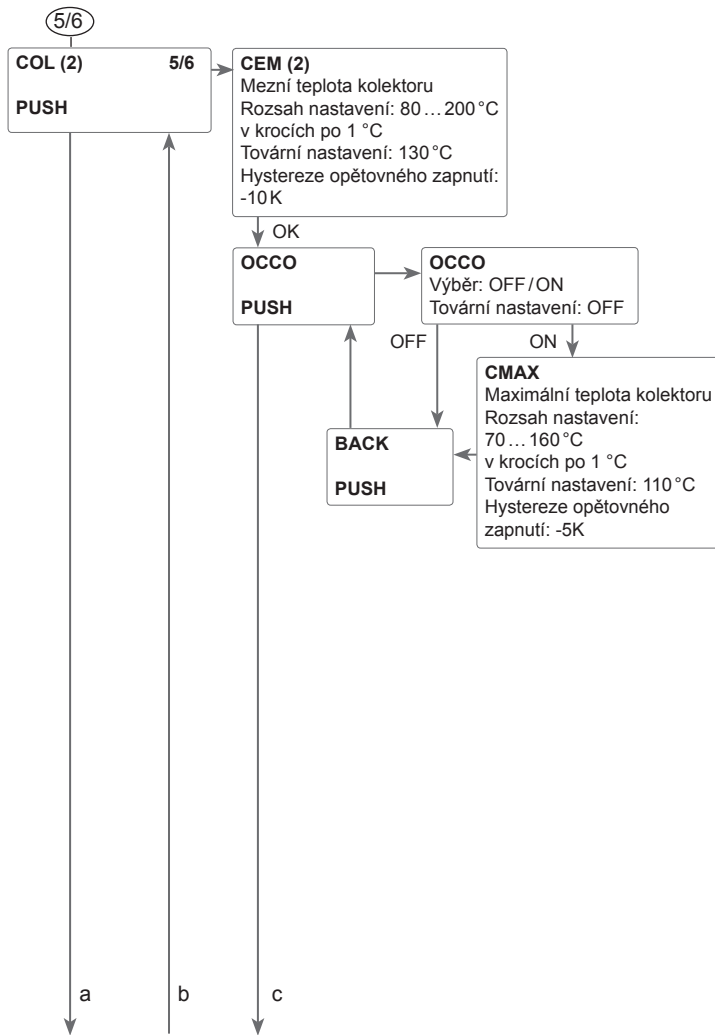 5/6
COL (2) 5/6
PUSH
CEM (2)
Mezní teplota kolektoru
Rozsah nastavení: 80 … 200 °C
v krocích po 1 °C
Tovární nastavení: 130 °C
Hystereze opětovného zapnutí:
-10 K
OK
OCCO
PUSH
OCCO
Výběr: OFF / ON
Tovární nastavení: OFF
OFF
ON
CMAX
Maximální teplota kolektoru
Rozsah nastavení:
70 … 160 °C
v krocích po 1 °C
Tovární nastavení: 110 °C
Hystereze opětovného
zapnutí: -5K
BACK
PUSH
a
b
c